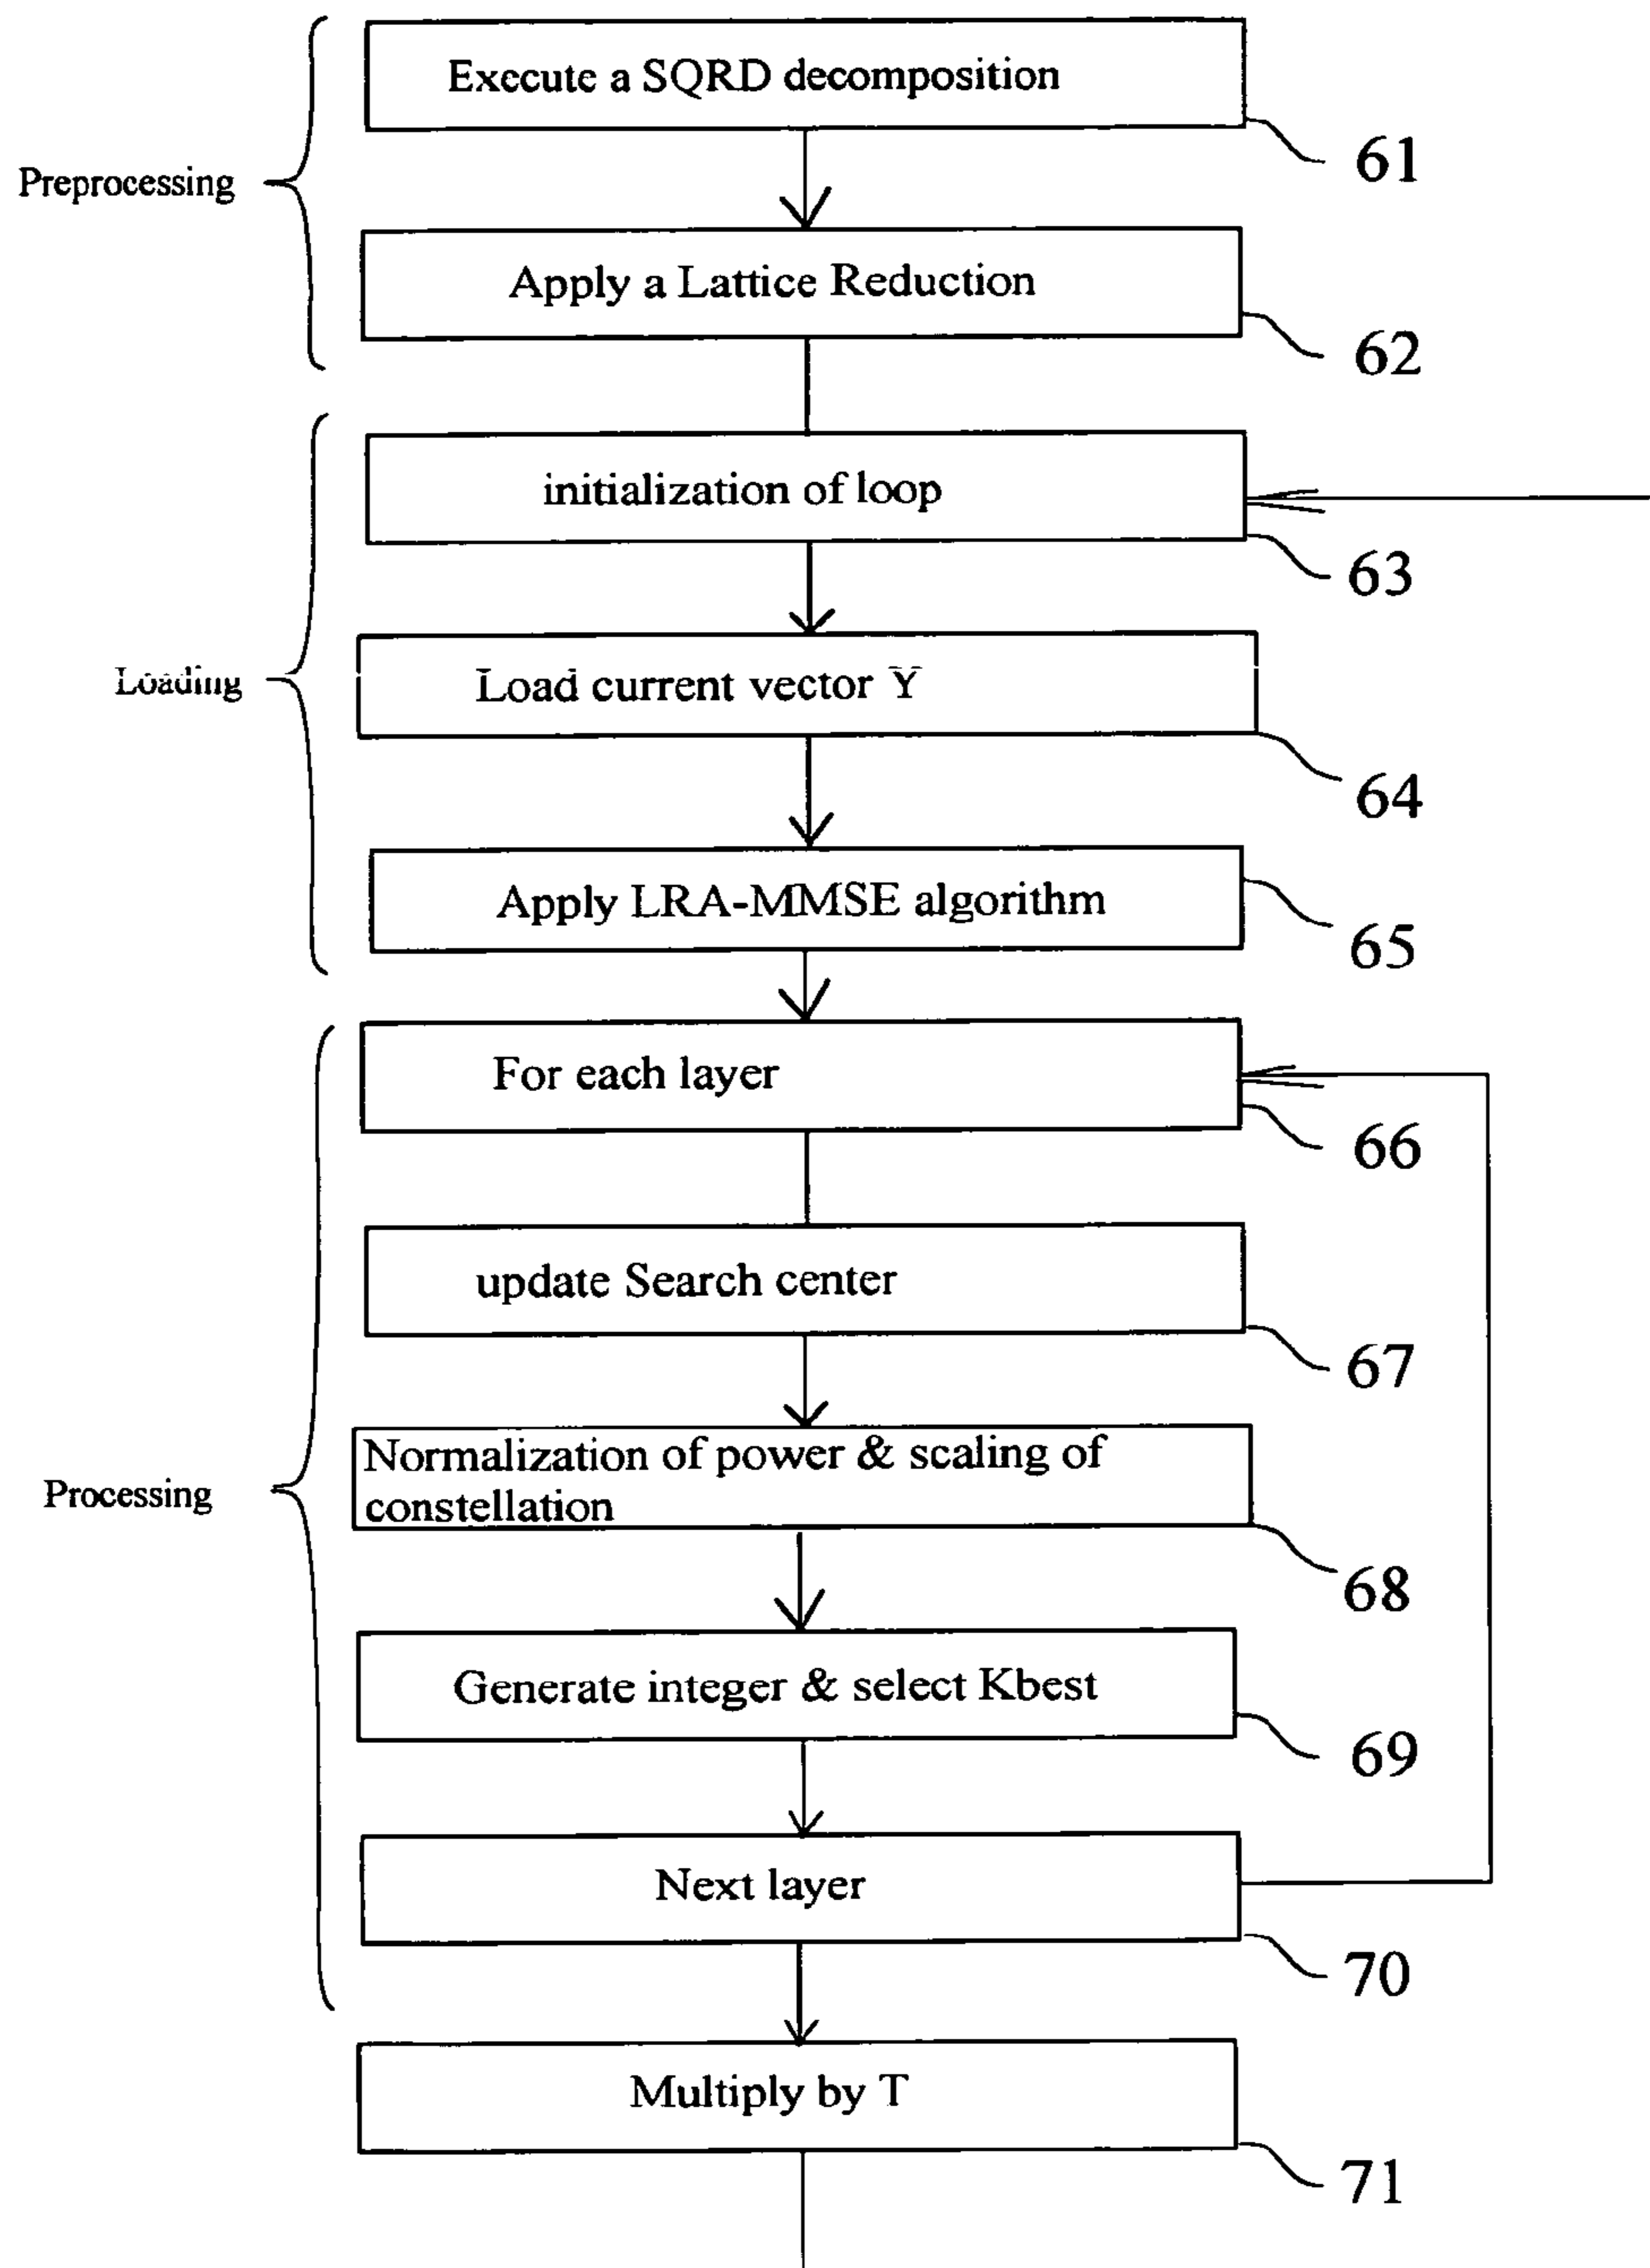 Execute a SQRD decomposition
61
Preprocessing
Apply a Lattice Reduction
62
initialization of loop
63
Loading
Load current vector Y
64
Apply LRA-MMSE algorithm
65
For each layer
66
update Search center
67
Processing
Normalization of power & scaling of
constellation
68
Generate integer & select Kbest
69
Next layer
70
Multiply by T
71